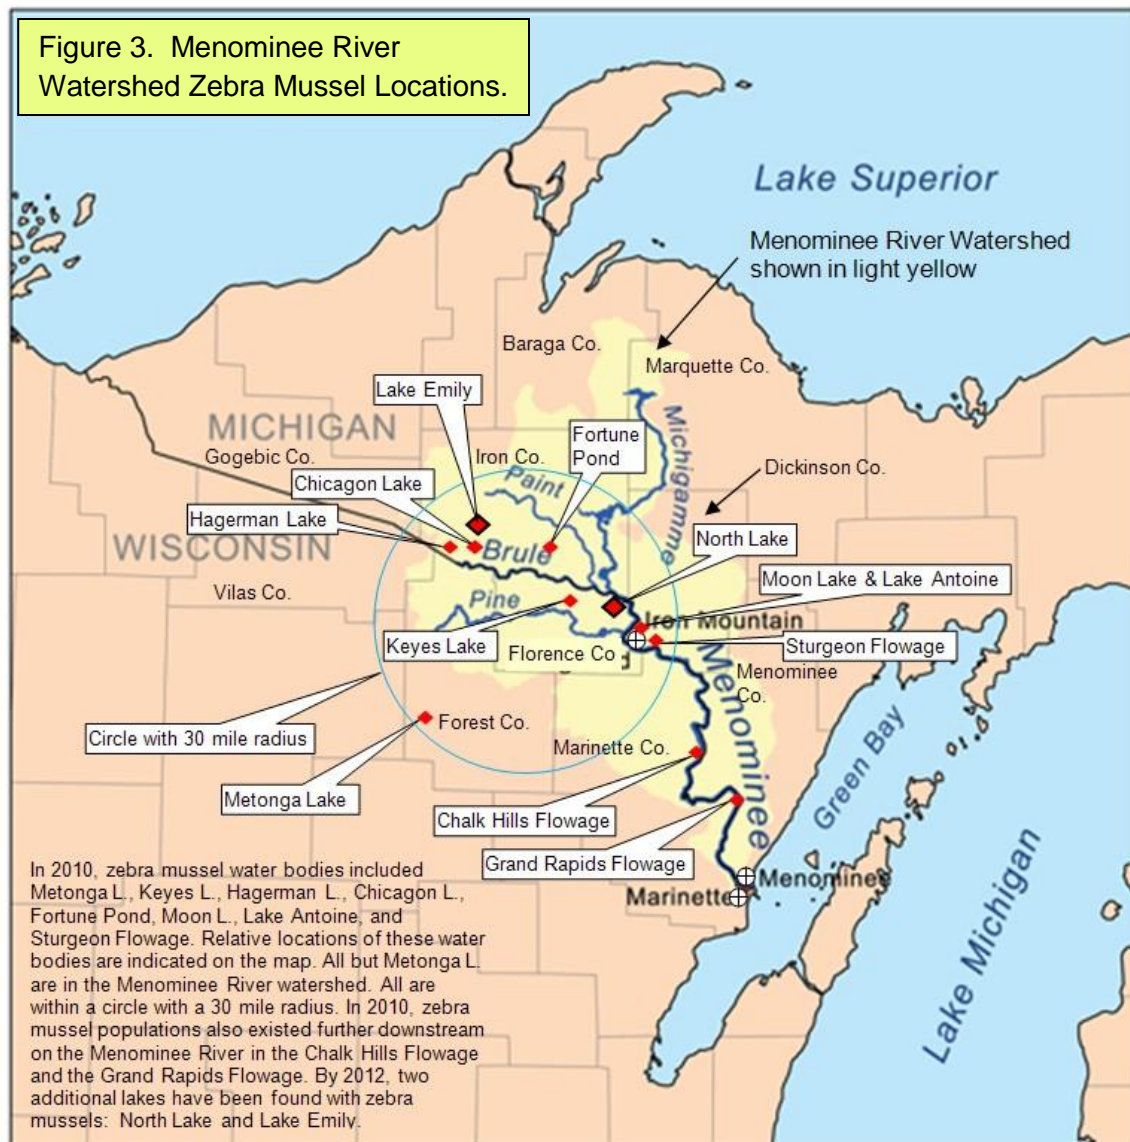 Figure 3. Menominee River
Watershed Zebra Mussel Locations.
Lake Superior
Menominee River Watershed
shown in light yellow
Baraga Co.
Marquette Co.
Lake Emily
MICHIGAN
Gogebic Co.
Iron Co.
Fortune
Pond
Michigamme
Dickinson Co.
Chicagon Lake
Paint
Hagerman Lake
WISCONSIN
Brule
North Lake
Moon Lake & Lake Antoine
Vilas Co.
Pine
Iron Mountain
Keyes Lake
Florence Co
Sturgeon Flowage
Menominee
Menominee
Co.
Forest Co.
Circle with 30 mile radius
Marinette Co.
Green Bay
Metonga Lake
Chalk Hills Flowage
Grand Rapids Flowage
Menominee
Marinette
Lake Michigan
In 2010, zebra mussel water bodies included
Metonga L., Keyes L., Hagerman L., Chicagon L.,
Fortune Pond, Moon L., Lake Antoine, and
Sturgeon Flowage. Relative locations of these water
bodies are indicated on the map. All but Metonga L.
are in the Menominee River watershed. All are
within a circle with a 30 mile radius. In 2010, zebra
mussel populations also existed further downstream
on the Menominee River in the Chalk Hills Flowage
and the Grand Rapids Flowage. By 2012, two
additional lakes have been found with zebra
mussels: North Lake and Lake Emily.